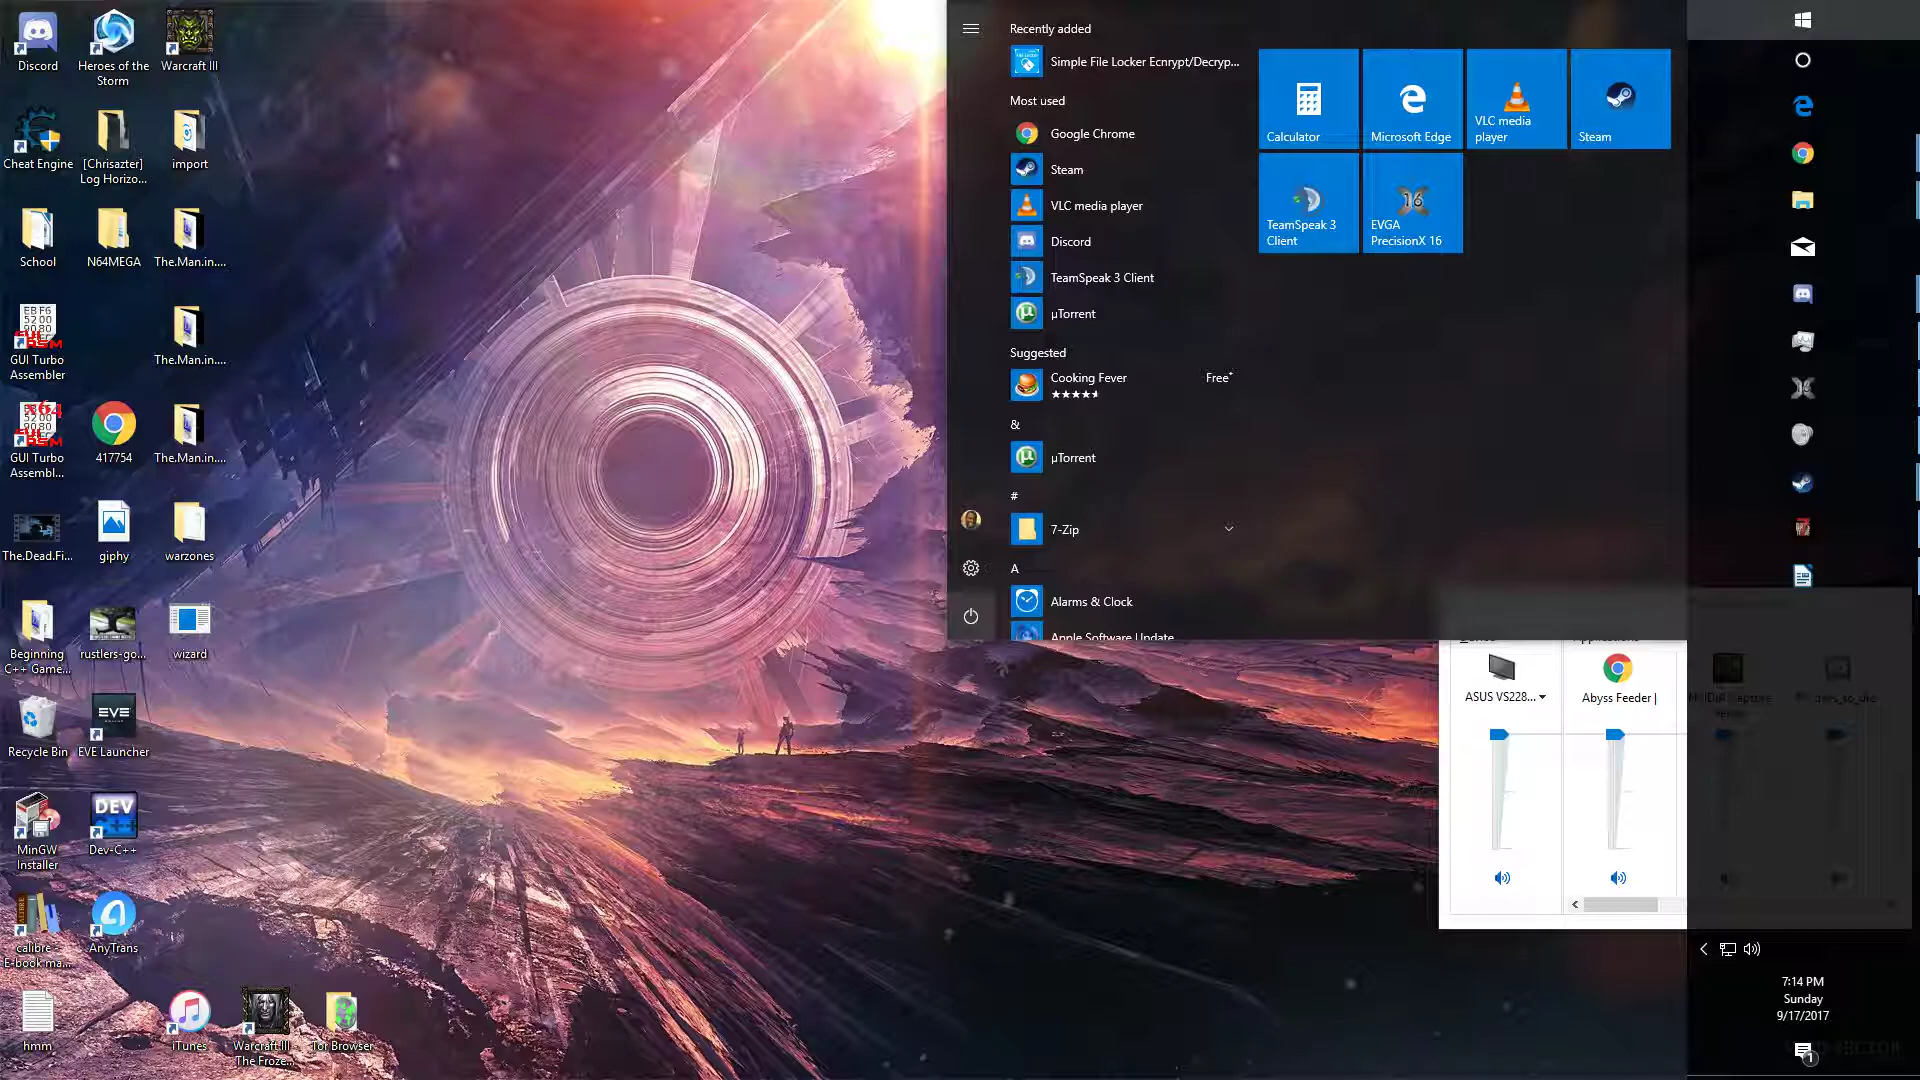 Discord
Heroes of the
Storm
Warcraft III
Cheat Engine
[Chrisazter]
Log Horizo...
import
School
N64MEGA
The.Man.in....
GUI Turbo
Assembler
The.Man.in....
GUI Turbo
Assembl...
417754
The.Man.in....
The.Dead.Fi...
giphy
warzones
Beginning
C++ Game...
rustlers-go...
wizard
Recycle Bin
EVE Launcher
MinGW
Installer
Dev-C++
calibre -
E-book ma...
AnyTrans
hmm
iTunes
Warcraft III
The Froze...
Tor Browser
Recently added
Simple File Locker Ecnrypt/Decryp...
Most used
Google Chrome
Steam
VLC media player
Discord
TeamSpeak 3 Client
µTorrent
Suggested
Cooking Fever
Free*
&
µTorrent
#
7-Zip
A
Alarms & Clock
Apple Software Update
Calculator
Microsoft Edge
VLC media
player
Steam
TeamSpeak 3
Client
EVGA
PrecisionX 16
ASUS VS228...
Abyss Feeder |
7:14 PM
Sunday
9/17/2017
1